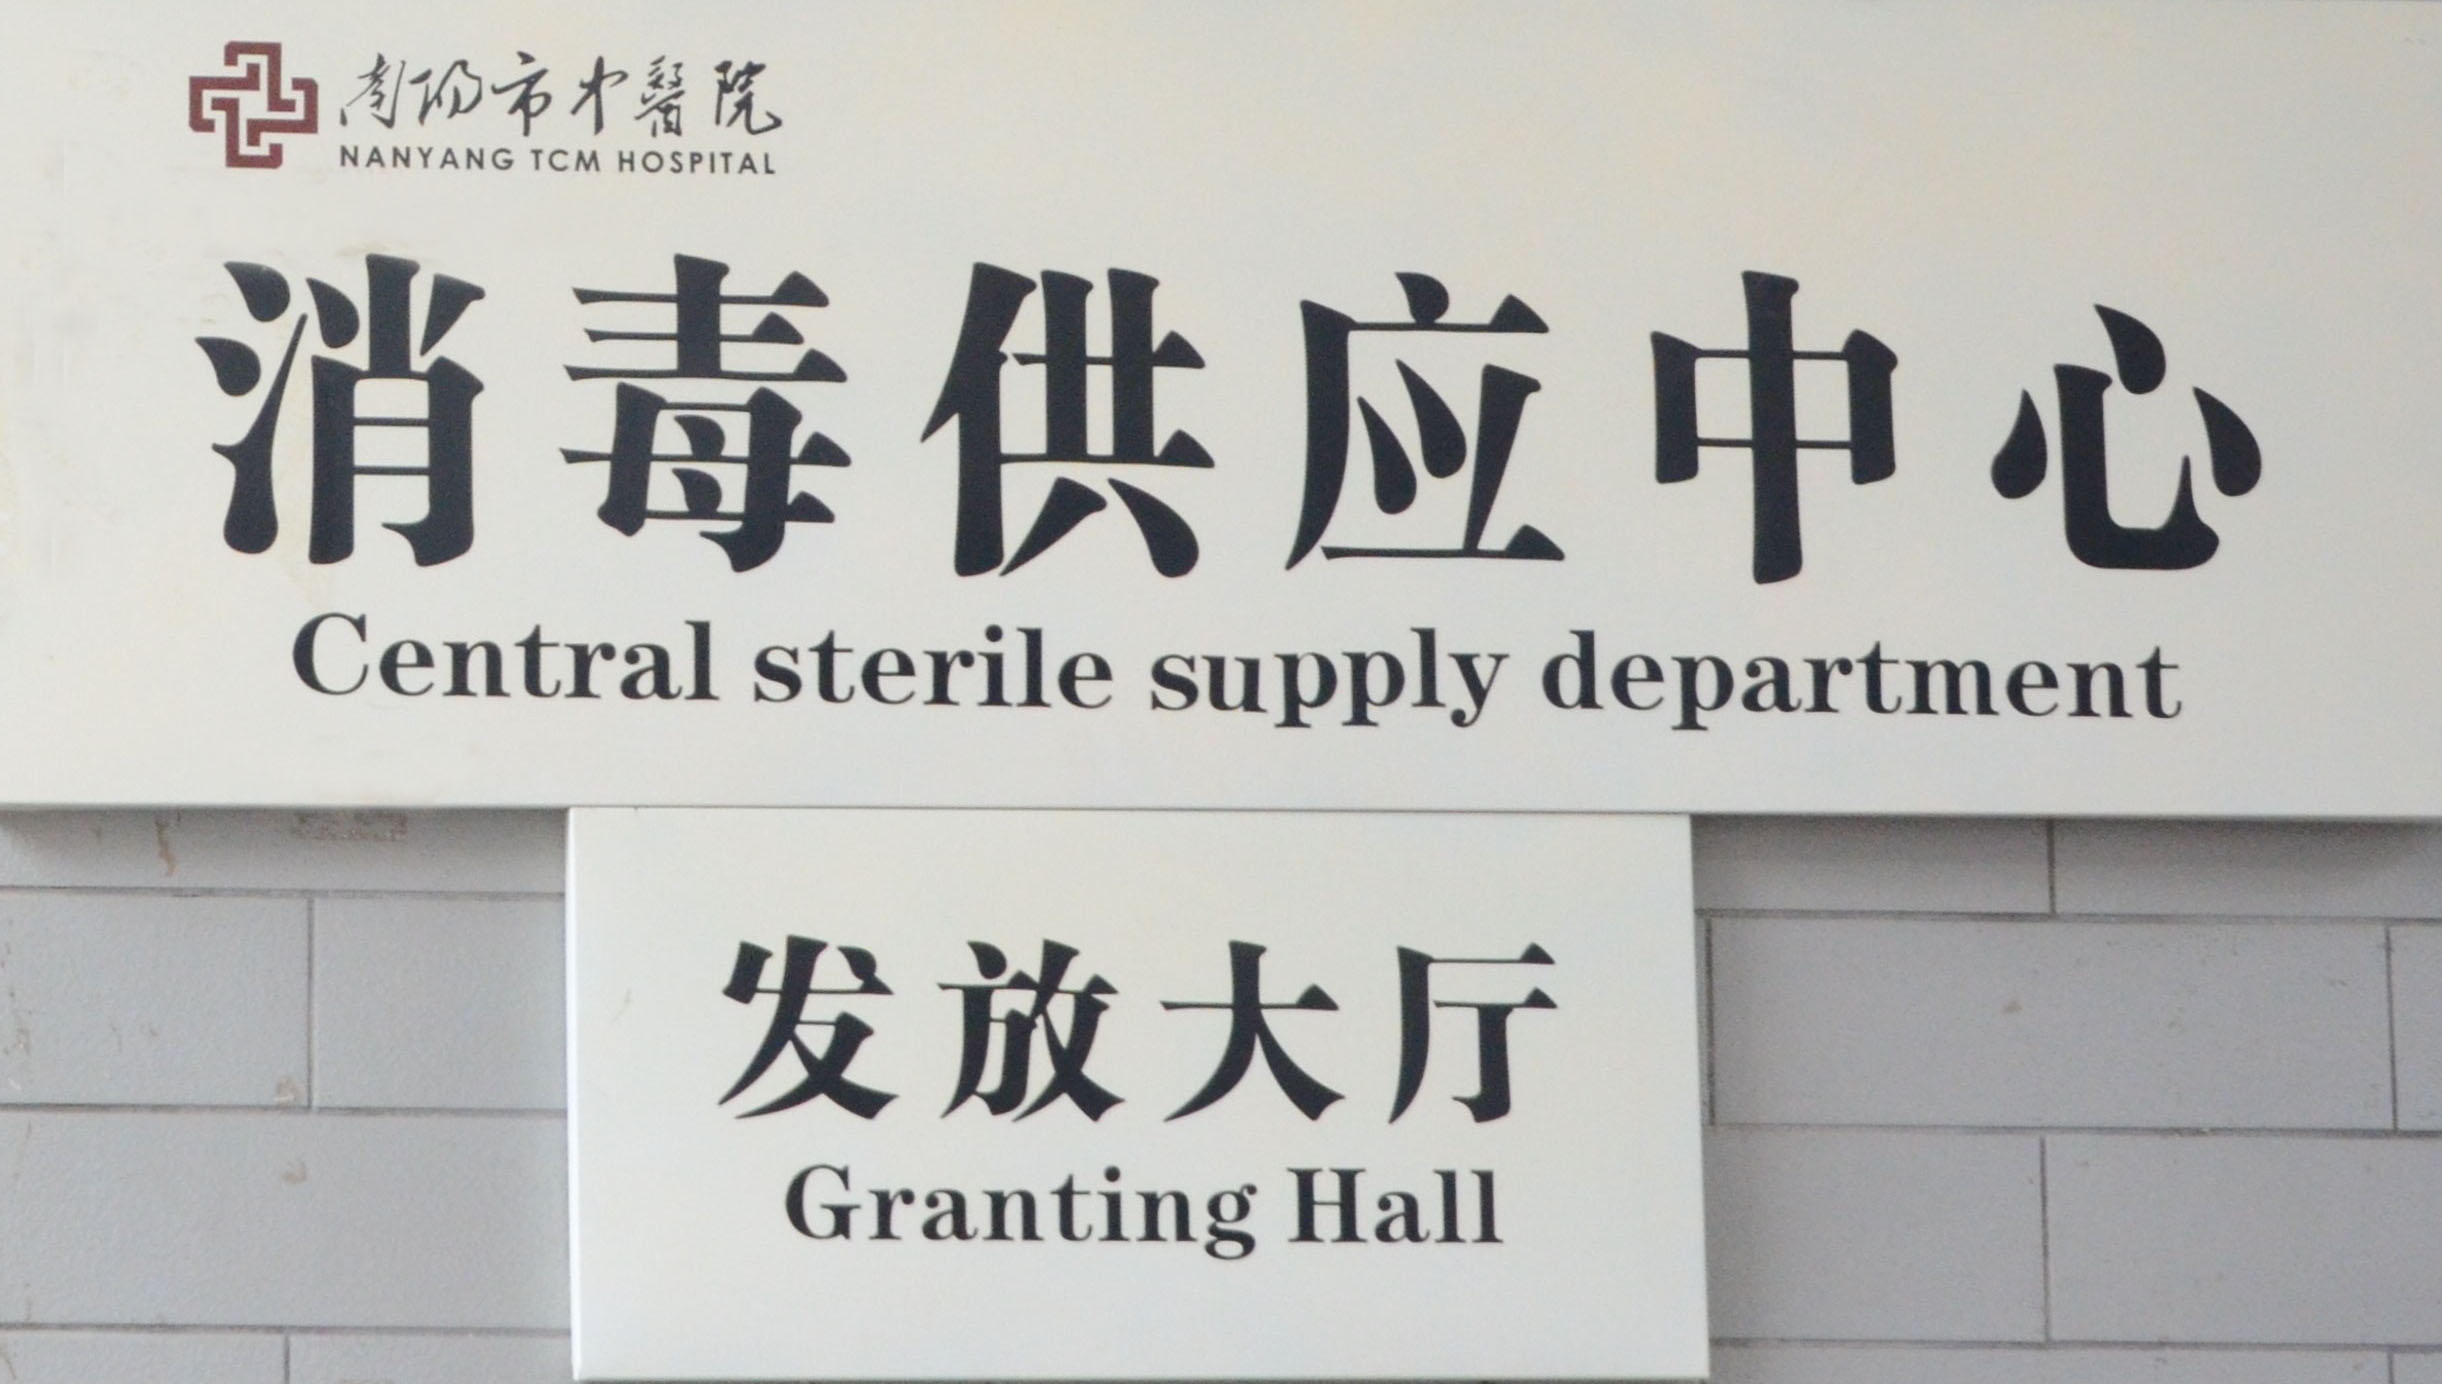 南阳市中醫院
NANYANG TCM HOSPITAL
消毒供应中心
Central sterile supply department
发放大厅
Granting Hall